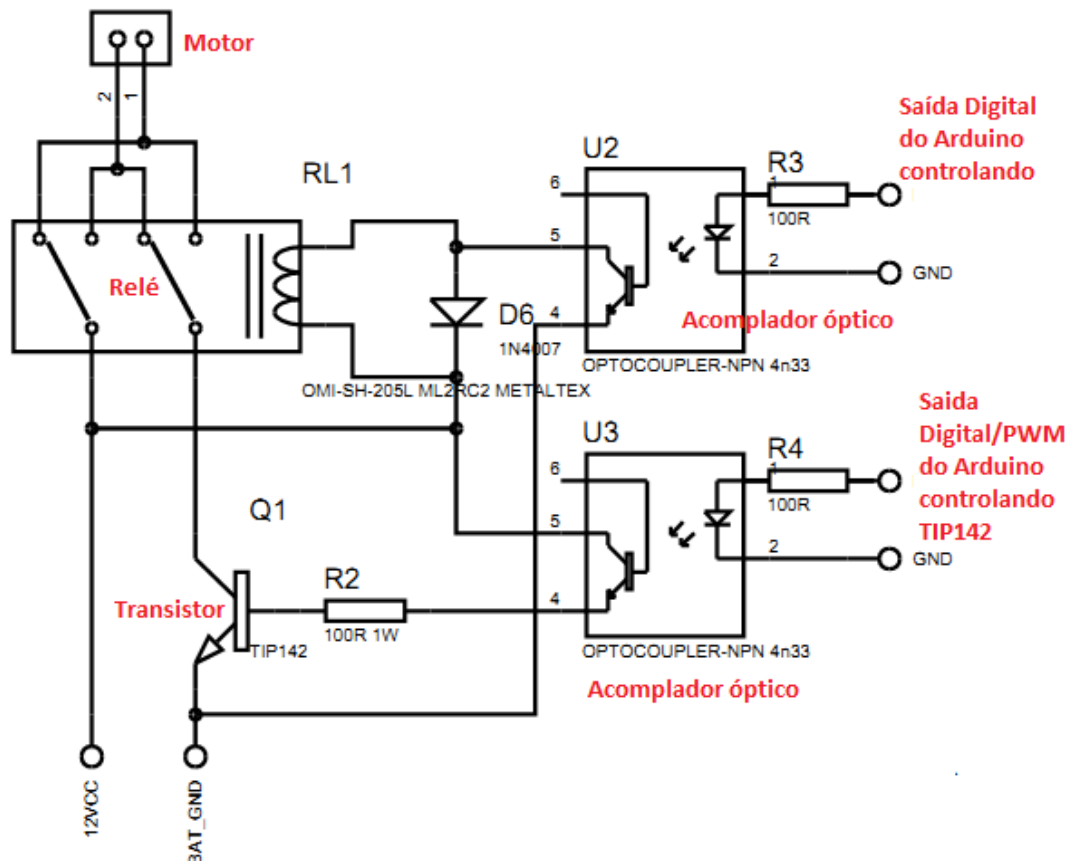 Motor
2
1
RL1
Relé
D6
1N4007
OMI-SH-205L ML2RC2 METALTEX
U2
6
5
4
1
2
Acomplador óptico
OPTOCOUPLER-NPN 4n33
R3
100R
GND
Saída Digital
do Arduino
controlando
U3
6
5
4
1
2
OPTOCOUPLER-NPN 4n33
Acomplador óptico
R4
100R
GND
Saida
Digital/PWM
do Arduino
controlando
TIP142
Q1
Transistor
TIP142
R2
100R 1W
12VCC
BAT_GND